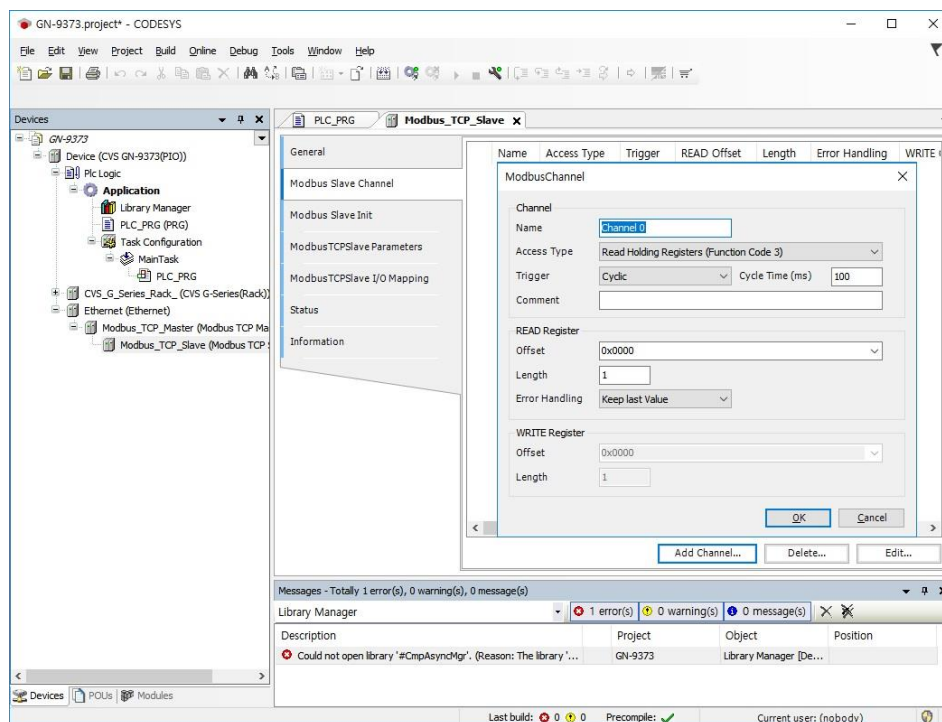 GN-9373.project* - CODESYS
File Edit View Project Build Online Debug Tools Window Help
Devices
GN-9373
Device (CVS GN-9373(PIO))
Plc Logic
Application
Library Manager
PLC_PRG (PRG)
Task Configuration
MainTask
PLC_PRG
CVS_G_Series_Rack_ (CVS G-Series(Rack))
Ethernet (Ethernet)
Modbus_TCP_Master (Modbus TCP Ma
Modbus_TCP_Slave (Modbus TCP S
Devices POUs Modules
PLC_PRG Modbus_TCP_Slave
General
Modbus Slave Channel
Modbus Slave Init
ModbusTCPSlave Parameters
ModbusTCPSlave I/O Mapping
Status
Information
Name Access Type Trigger READ Offset Length Error Handling WRITE
ModbusChannel
Channel
Name Channel 0
Access Type Read Holding Registers (Function Code 3)
Trigger Cyclic Cycle Time (ms) 100
Comment
READ Register
Offset 0x0000
Length 1
Error Handling Keep last Value
WRITE Register
Offset 0x0000
Length 1
OK Cancel
Add Channel... Delete... Edit...
Messages - Totally 1 error(s), 0 warning(s), 0 message(s)
Library Manager 1 error(s) 0 warning(s) 0 message(s)
Description Project Object Position
Could not open library '#CmpAsyncMgr'. (Reason: The library '... GN-9373 Library Manager [De...
Last build: 0 0 Precompile: Current user: (nobody)